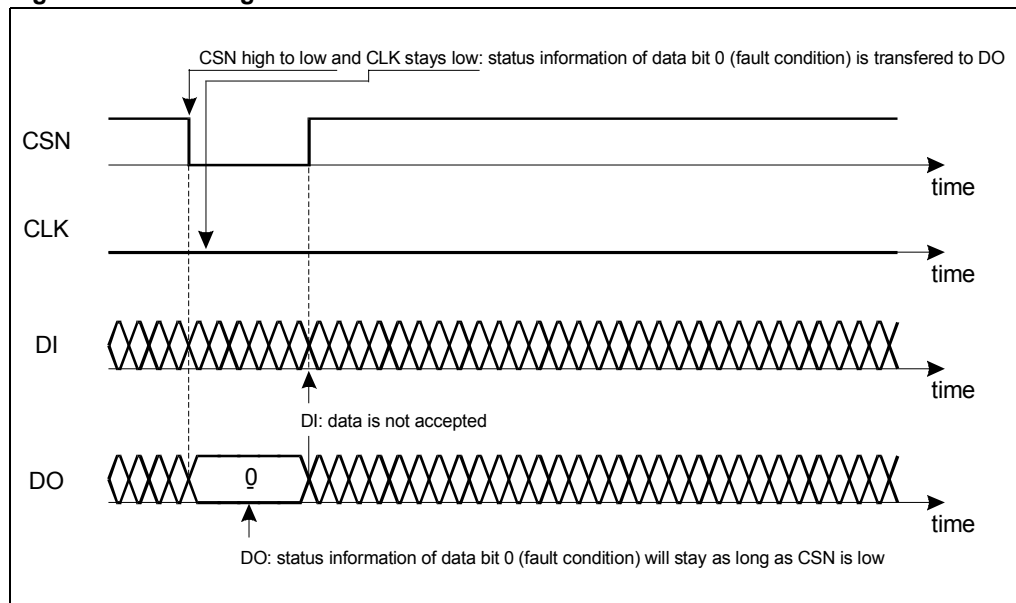 CSN high to low and CLK stays low: status information of data bit 0 (fault condition) is transfered to DO
CSN
time
CLK
time
DI
time
DI: data is not accepted
DO
0
time
DO: status information of data bit 0 (fault condition) will stay as long as CSN is low